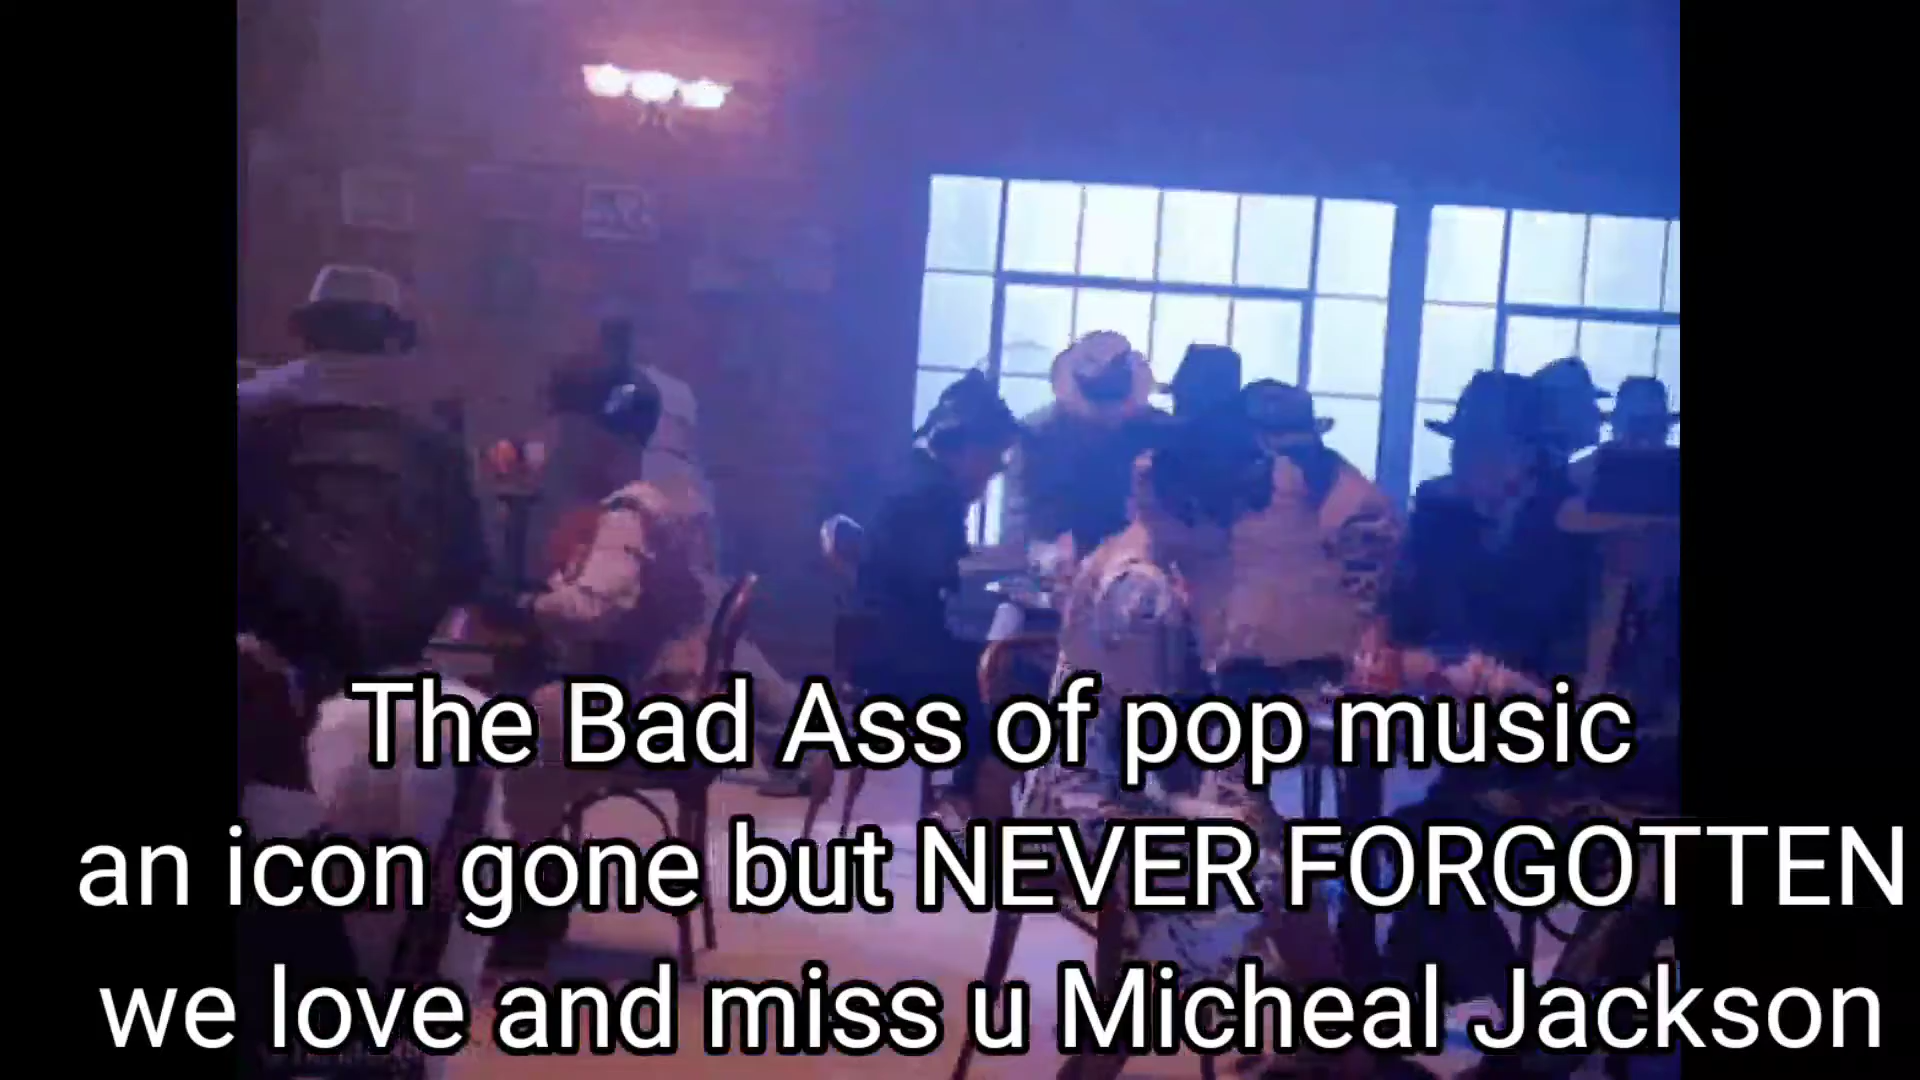 The Bad Ass of pop music
an icon gone but NEVER FORGOTTEN
we love and miss u Micheal Jackson